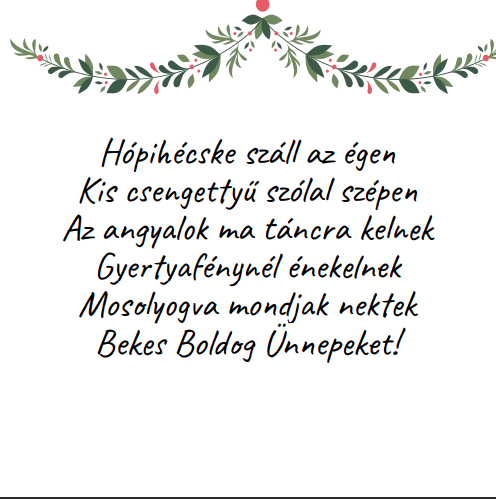 Hópihécske száll az égen
Kis csengettyű szólal szépen
Az angyalok ma táncra kelnek
Gyertyafénynél énekelnek
Mosolyogva mondjak nektek
Bekes Boldog Ünnepeket!